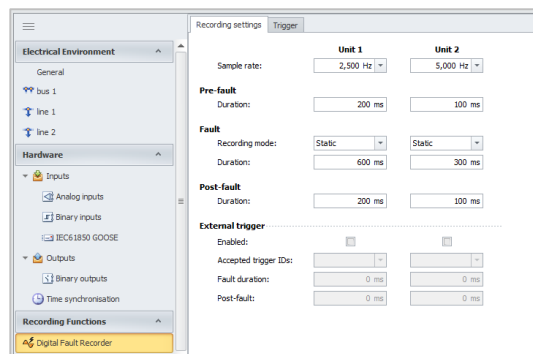 Recording settings Trigger
Electrical Environment
General
bus 1
line 1
line 2
Hardware
Inputs
Analog inputs
Binary inputs
IEC61850 GOOSE
Outputs
Binary outputs
Time synchronisation
Recording Functions
Digital Fault Recorder
Unit 1 Unit 2
Sample rate: 2,500 Hz 5,000 Hz
Pre-fault
Duration: 200 ms 100 ms
Fault
Recording mode: Static Static
Duration: 600 ms 300 ms
Post-fault
Duration: 200 ms 100 ms
External trigger
Enabled:
Accepted trigger IDs:
Fault duration: 0 ms 0 ms
Post-fault: 0 ms 0 ms